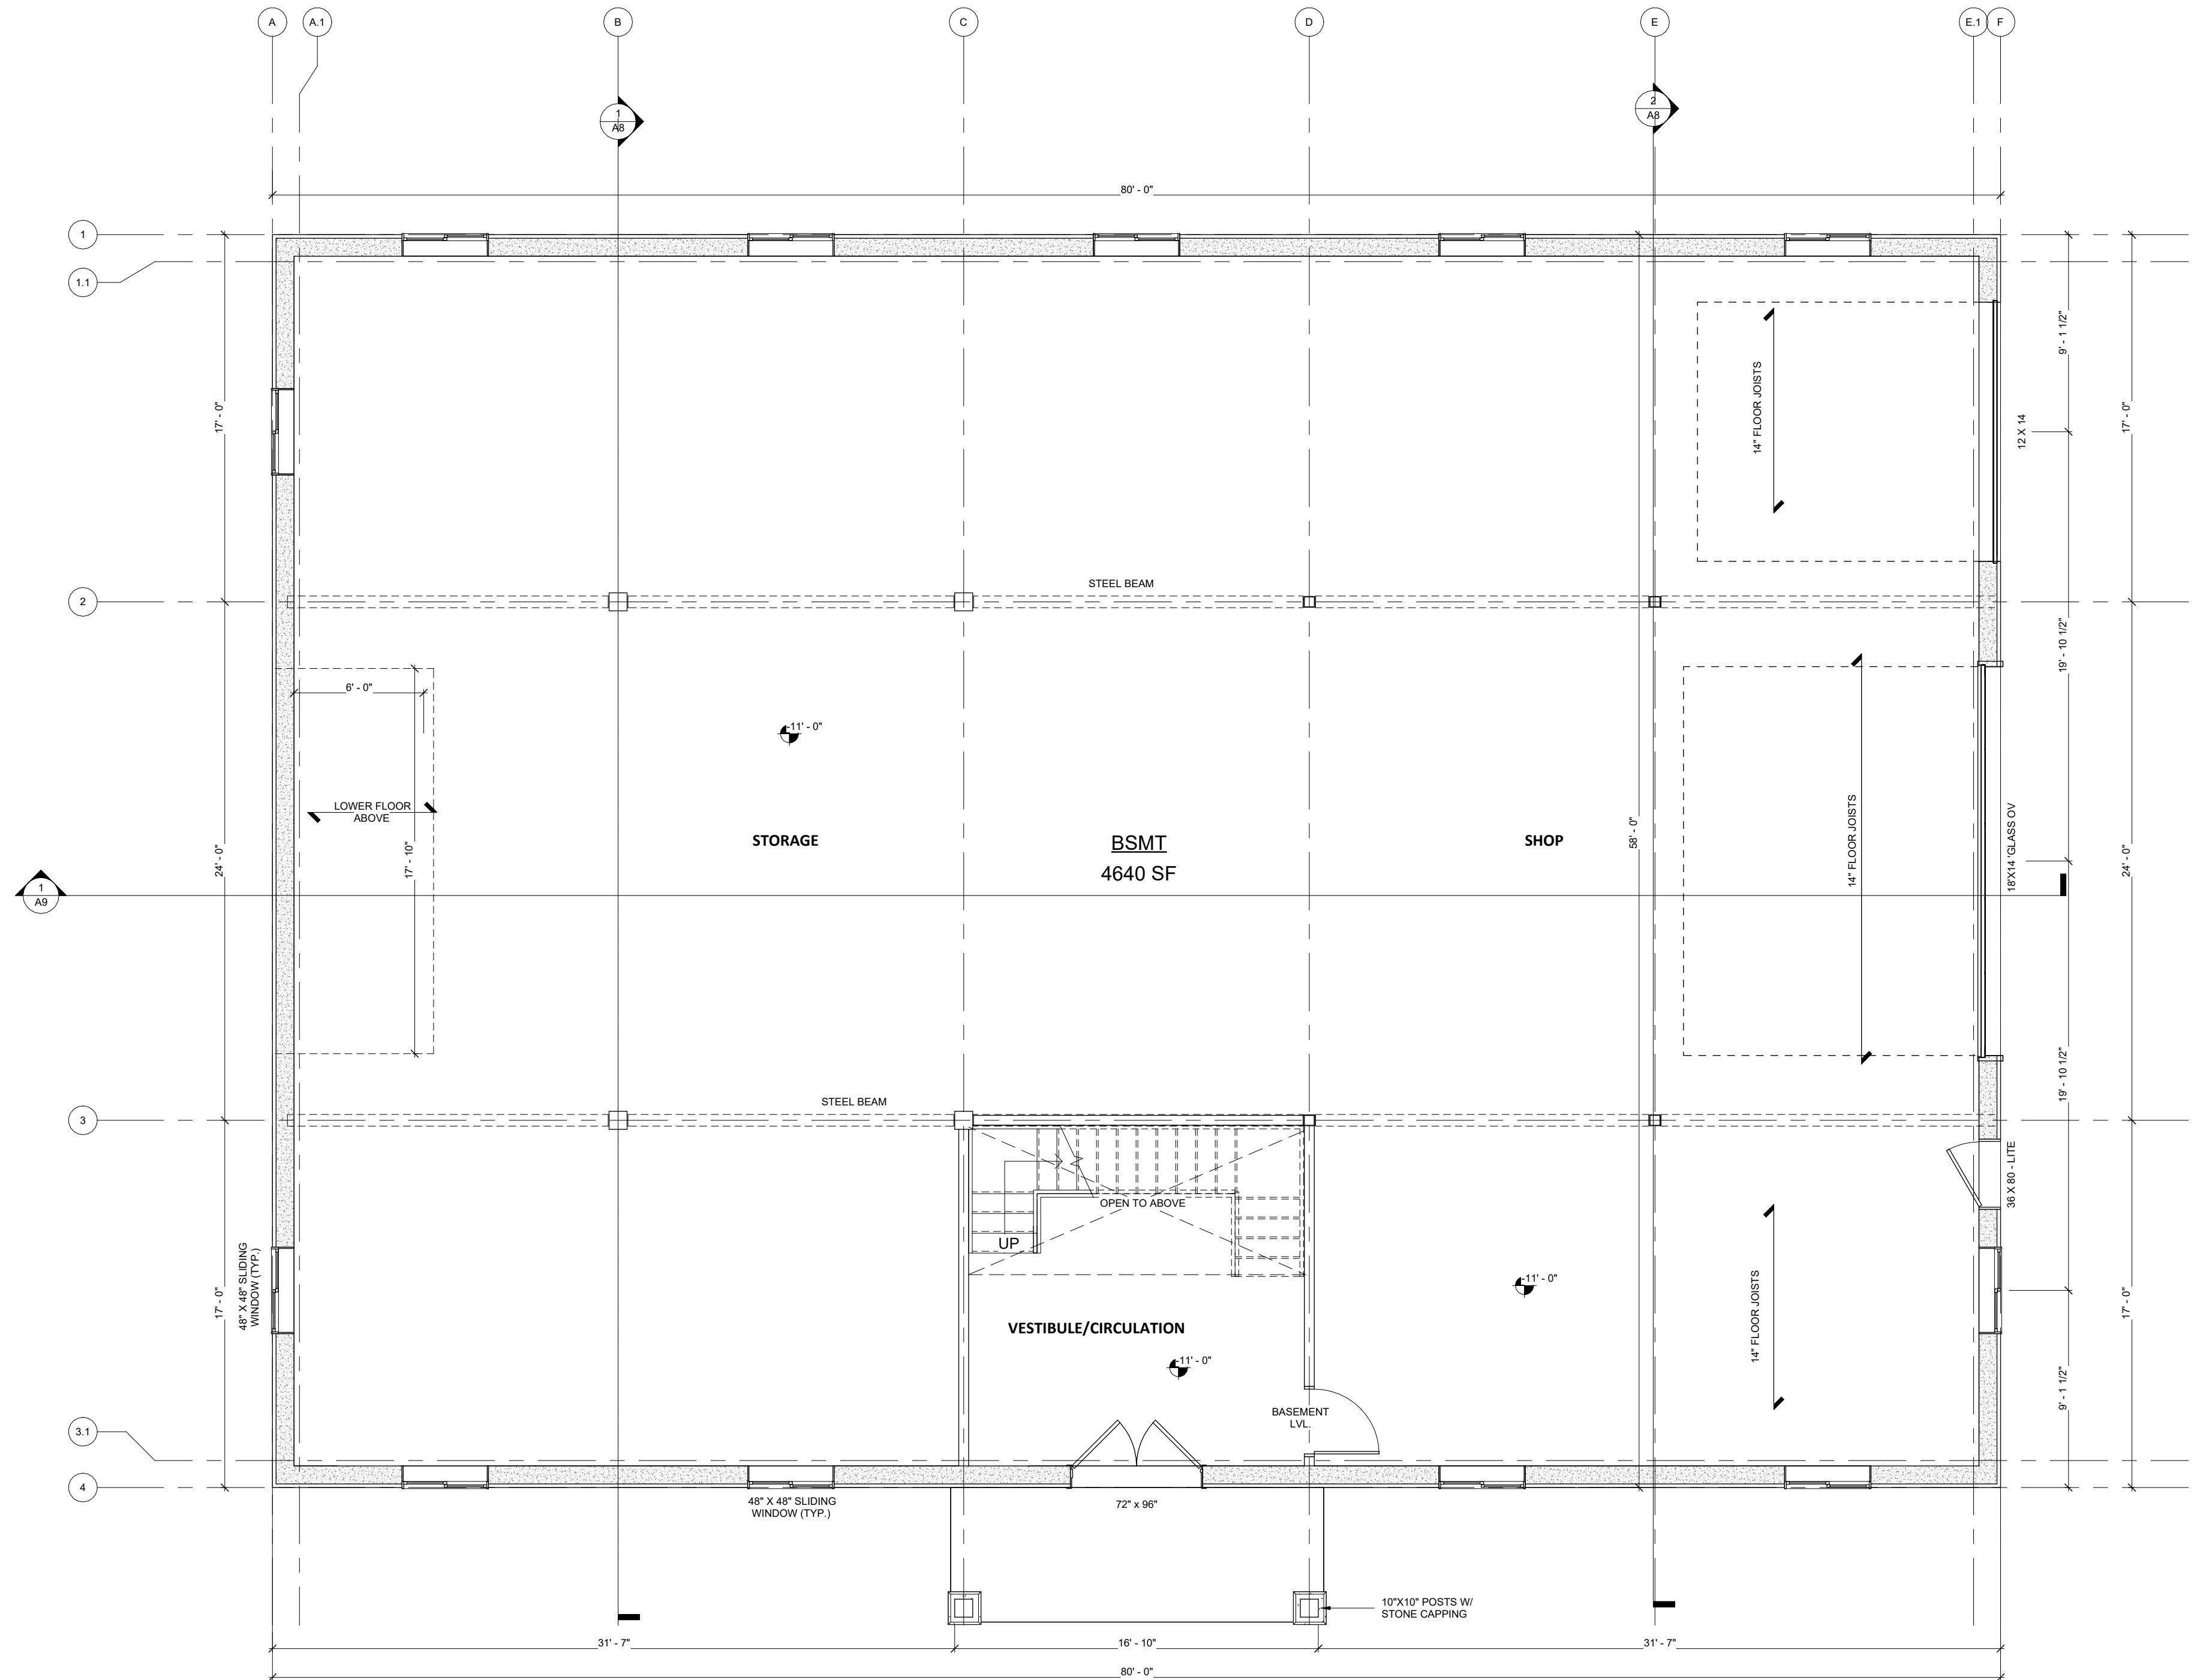 A
A.1
B
C
D
E
E.1
F
1
A8
2
A8
80' - 0"
1
1.1
2
3
3.1
4
1
A9
17' - 0"
24' - 0"
17' - 0"
9' - 1 1/2"
19' - 10 1/2"
19' - 10 1/2"
9' - 1 1/2"
17' - 0"
24' - 0"
17' - 0"
14" FLOOR JOISTS
12 X 14
STEEL BEAM
6' - 0"
17' - 10"
LOWER FLOOR
ABOVE
-11' - 0"
STORAGE
BSMT
4640 SF
SHOP
58' - 0"
14" FLOOR JOISTS
18'X14 'GLASS OV
STEEL BEAM
OPEN TO ABOVE
UP
36 X 80 - LITE
48" X 48" SLIDING
WINDOW (TYP.)
-11' - 0"
14" FLOOR JOISTS
VESTIBULE/CIRCULATION
-11' - 0"
BASEMENT
LVL.
48" X 48" SLIDING
WINDOW (TYP.)
72" x 96"
10"X10" POSTS W/
STONE CAPPING
31' - 7"
16' - 10"
31' - 7"
80' - 0"